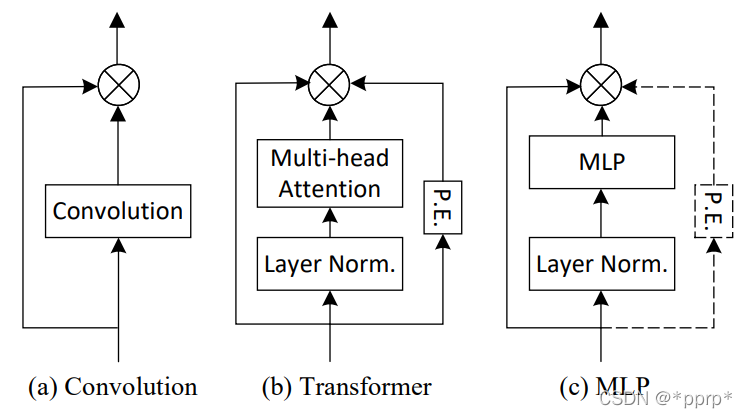 Convolution
(a) Convolution
Multi-head
Attention
Layer Norm.
P.E.
(b) Transformer
MLP
Layer Norm.
P.E.
(c) MLP
CSDN @*pprp*